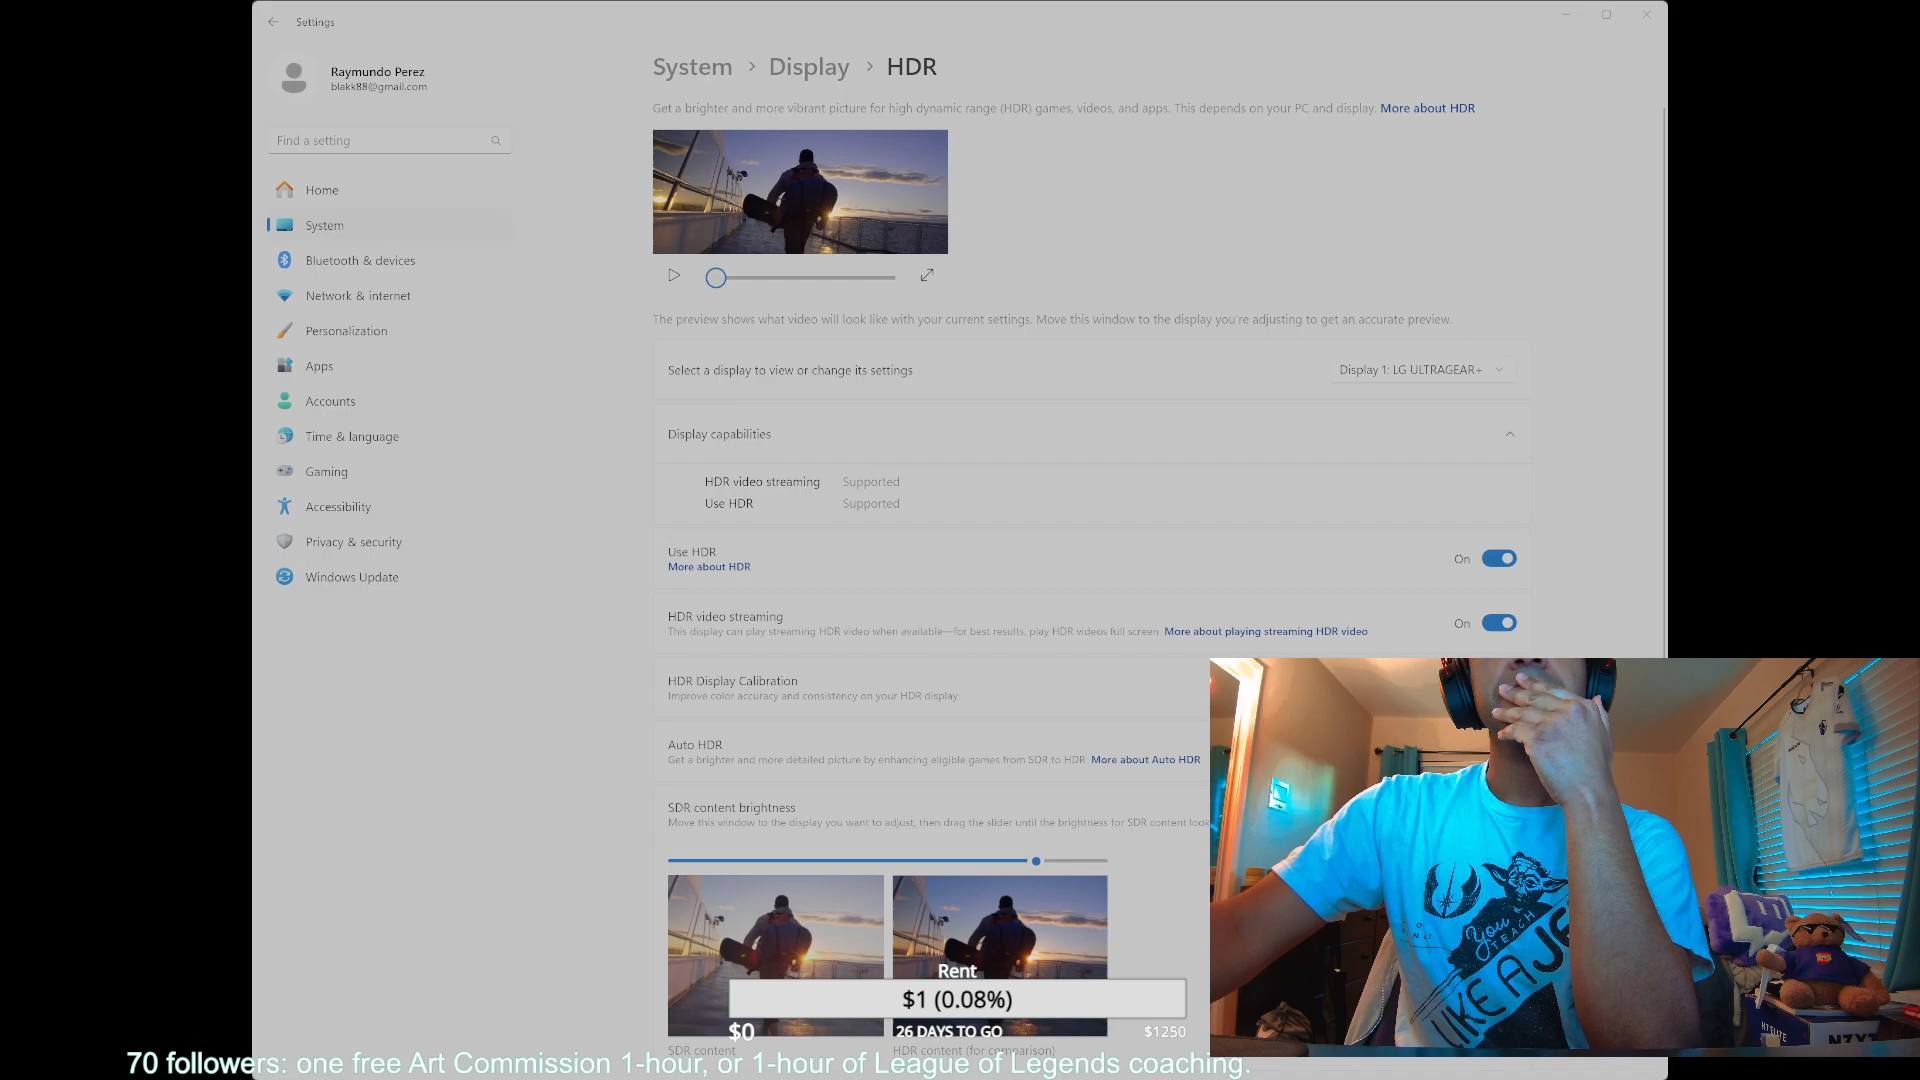 Settings
Raymundo Perez
blakk88@gmail.com
Find a setting
Home
System
Bluetooth & devices
Network & internet
Personalization
Apps
Accounts
Time & language
Gaming
Accessibility
Privacy & security
Windows Update
System > Display > HDR
Get a brighter and more vibrant picture for high dynamic range (HDR) games, videos, and apps. This depends on your PC and display. More about HDR
The preview shows what video will look like with your current settings. Move this window to the display you're adjusting to get an accurate preview.
Select a display to view or change its settings
Display 1: LG ULTRAGEAR+
Display capabilities
HDR video streaming Supported
Use HDR Supported
Use HDR
More about HDR
On
HDR video streaming
This display can play streaming HDR video when available—for best results, play HDR videos full screen. More about playing streaming HDR video
On
HDR Display Calibration
Improve color accuracy and consistency on your HDR display
Auto HDR
Get a brighter and more detailed picture by enhancing eligible games from SDR to HDR More about Auto HDR
SDR content brightness
Move this window to the display you want to adjust, then drag the slider until the brightness for SDR content look
Rent
$1 (0.08%)
$0
26 DAYS TO GO
$1250
SDR content
HDR content (for comparison)
70 followers: one free Art Commission 1-hour, or 1-hour of League of Legends coaching.
You
TEACH
LIKE A JE
H7 ELITE
NZXT